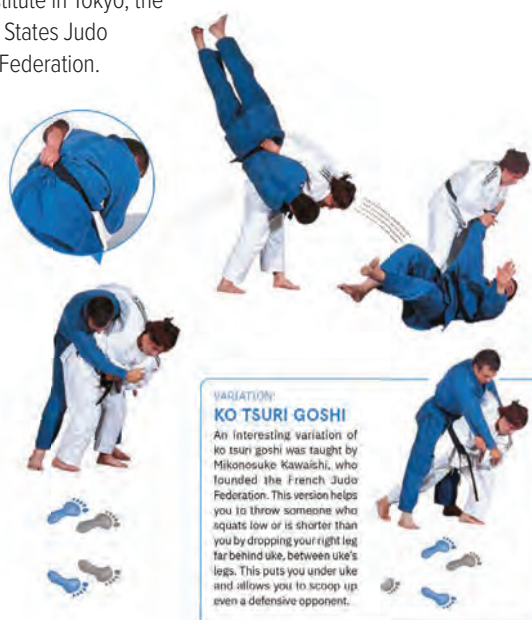 stitute in Tokyo, the
States Judo
Federation.
VARIATION:
KO TSURI GOSHI
An interesting variation of
ko tsuri goshi was taught by
Mikonosuke Kawaishi, who
founded the French Judo
Federation. This version helps
you to throw someone who
squats low or is shorter than
you by dropping your right leg
far behind uke, between uke's
legs. This puts you under uke
and allows you to scoop up
even a defensive opponent.